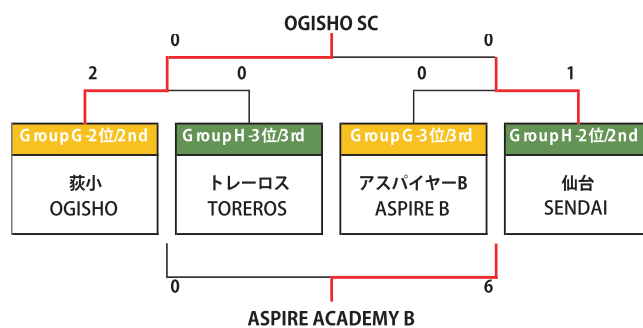 OGISHO SC
0 0
2 0 0 1
Group G-2位/2nd Group H-3位/3rd Group G-3位/3rd Group H-2位/2nd
荻小 トレーロス アスパイヤーB 仙台
OGISHO TOREROS ASPIRE B SENDAI
0 6
ASPIRE ACADEMY B